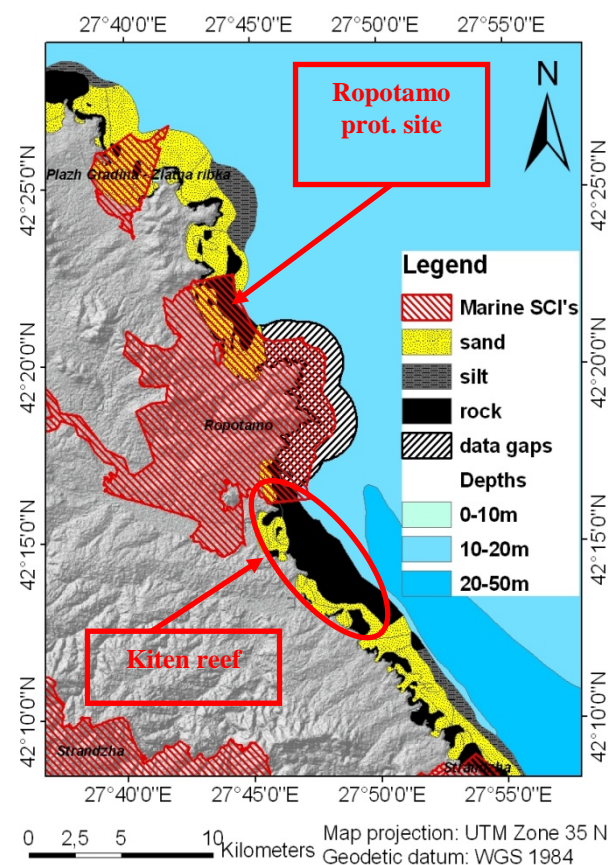 27°40'0"E 27°45'0"E 27°50'0"E 27°55'0"E
Ropotamo
prot. site
N
Plazh Gradina - Zlatna ribka
42°25'0"N
42°25'0"N
Legend
Marine SCI's
sand
silt
rock
data gaps
Depths
0-10m
10-20m
20-50m
42°20'0"N
42°20'0"N
Ropotamo
42°15'0"N
42°15'0"N
Kiten reef
42°10'0"N
42°10'0"N
Strandzha
Strandzha
27°40'0"E 27°45'0"E 27°50'0"E 27°55'0"E
0 2,5 5 10 Kilometers
Map projection: UTM Zone 35 N
Geodetic datum: WGS 1984